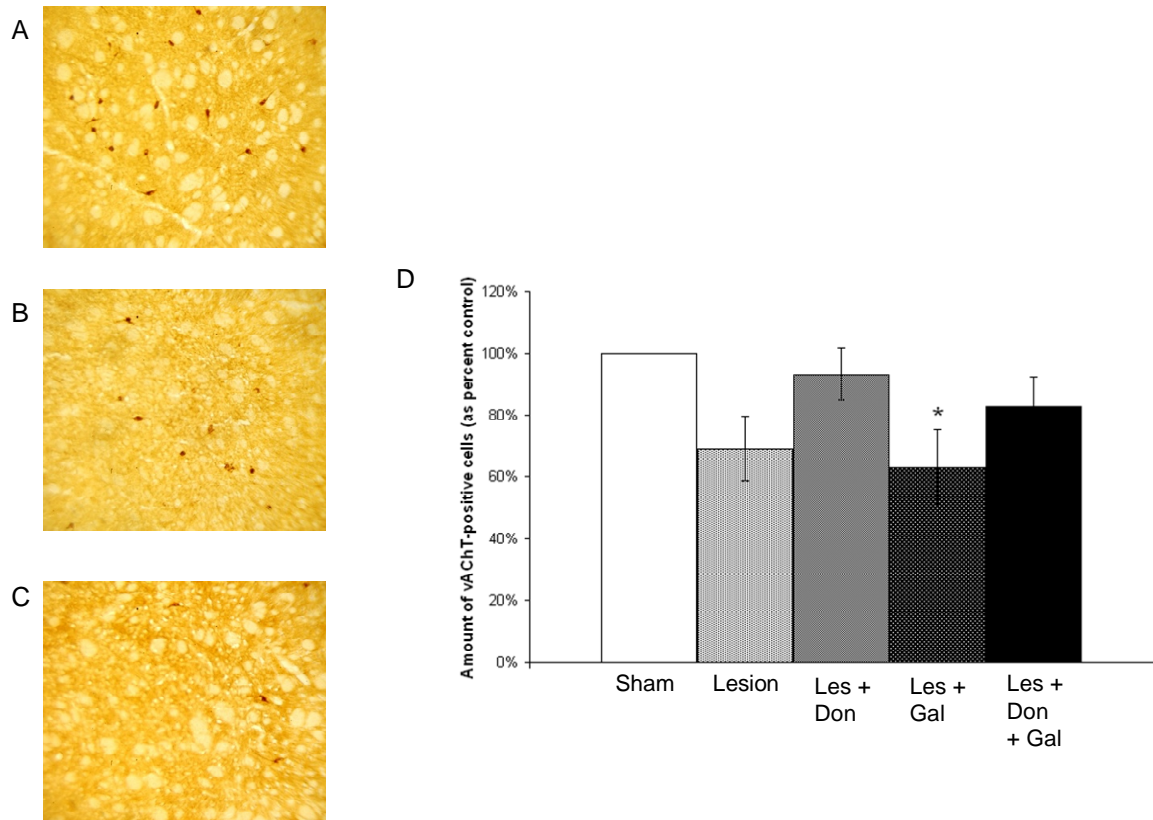 A
B
C
D
Amount of vAChT-positive cells (as percent control)
120%
100%
80%
60%
40%
20%
0%
*
Sham
Lesion
Les +
Don
Les +
Gal
Les +
Don
+ Gal